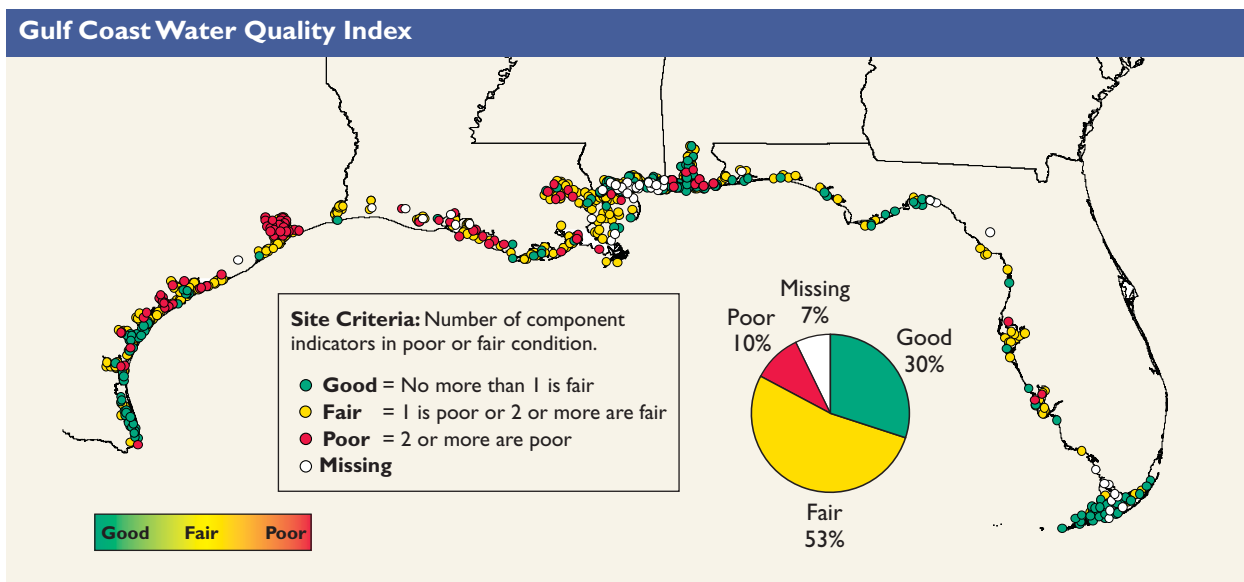 Gulf Coast Water Quality Index
Site Criteria: Number of component
indicators in poor or fair condition.
Good = No more than 1 is fair
Fair = 1 is poor or 2 or more are fair
Poor = 2 or more are poor
Missing
Missing
7%
Poor
10%
Good
30%
Fair
53%
Good Fair Poor